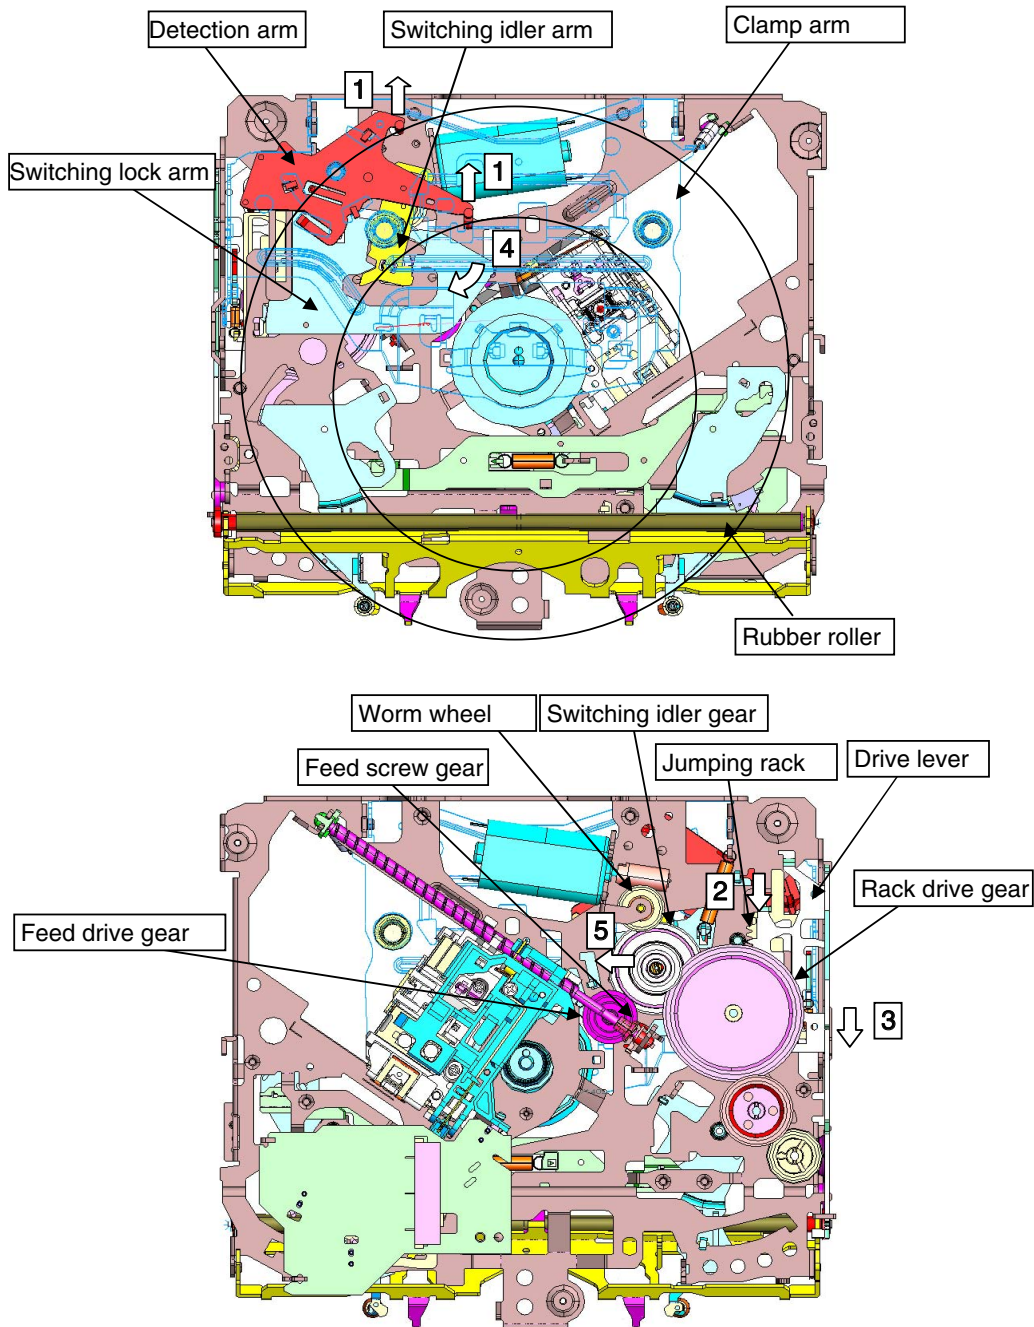 Detection arm
Switching idler arm
Clamp arm
1
1
Switching lock arm
4
Rubber roller
Worm wheel
Switching idler gear
Feed screw gear
Jumping rack
Drive lever
2
Rack drive gear
Feed drive gear
5
3